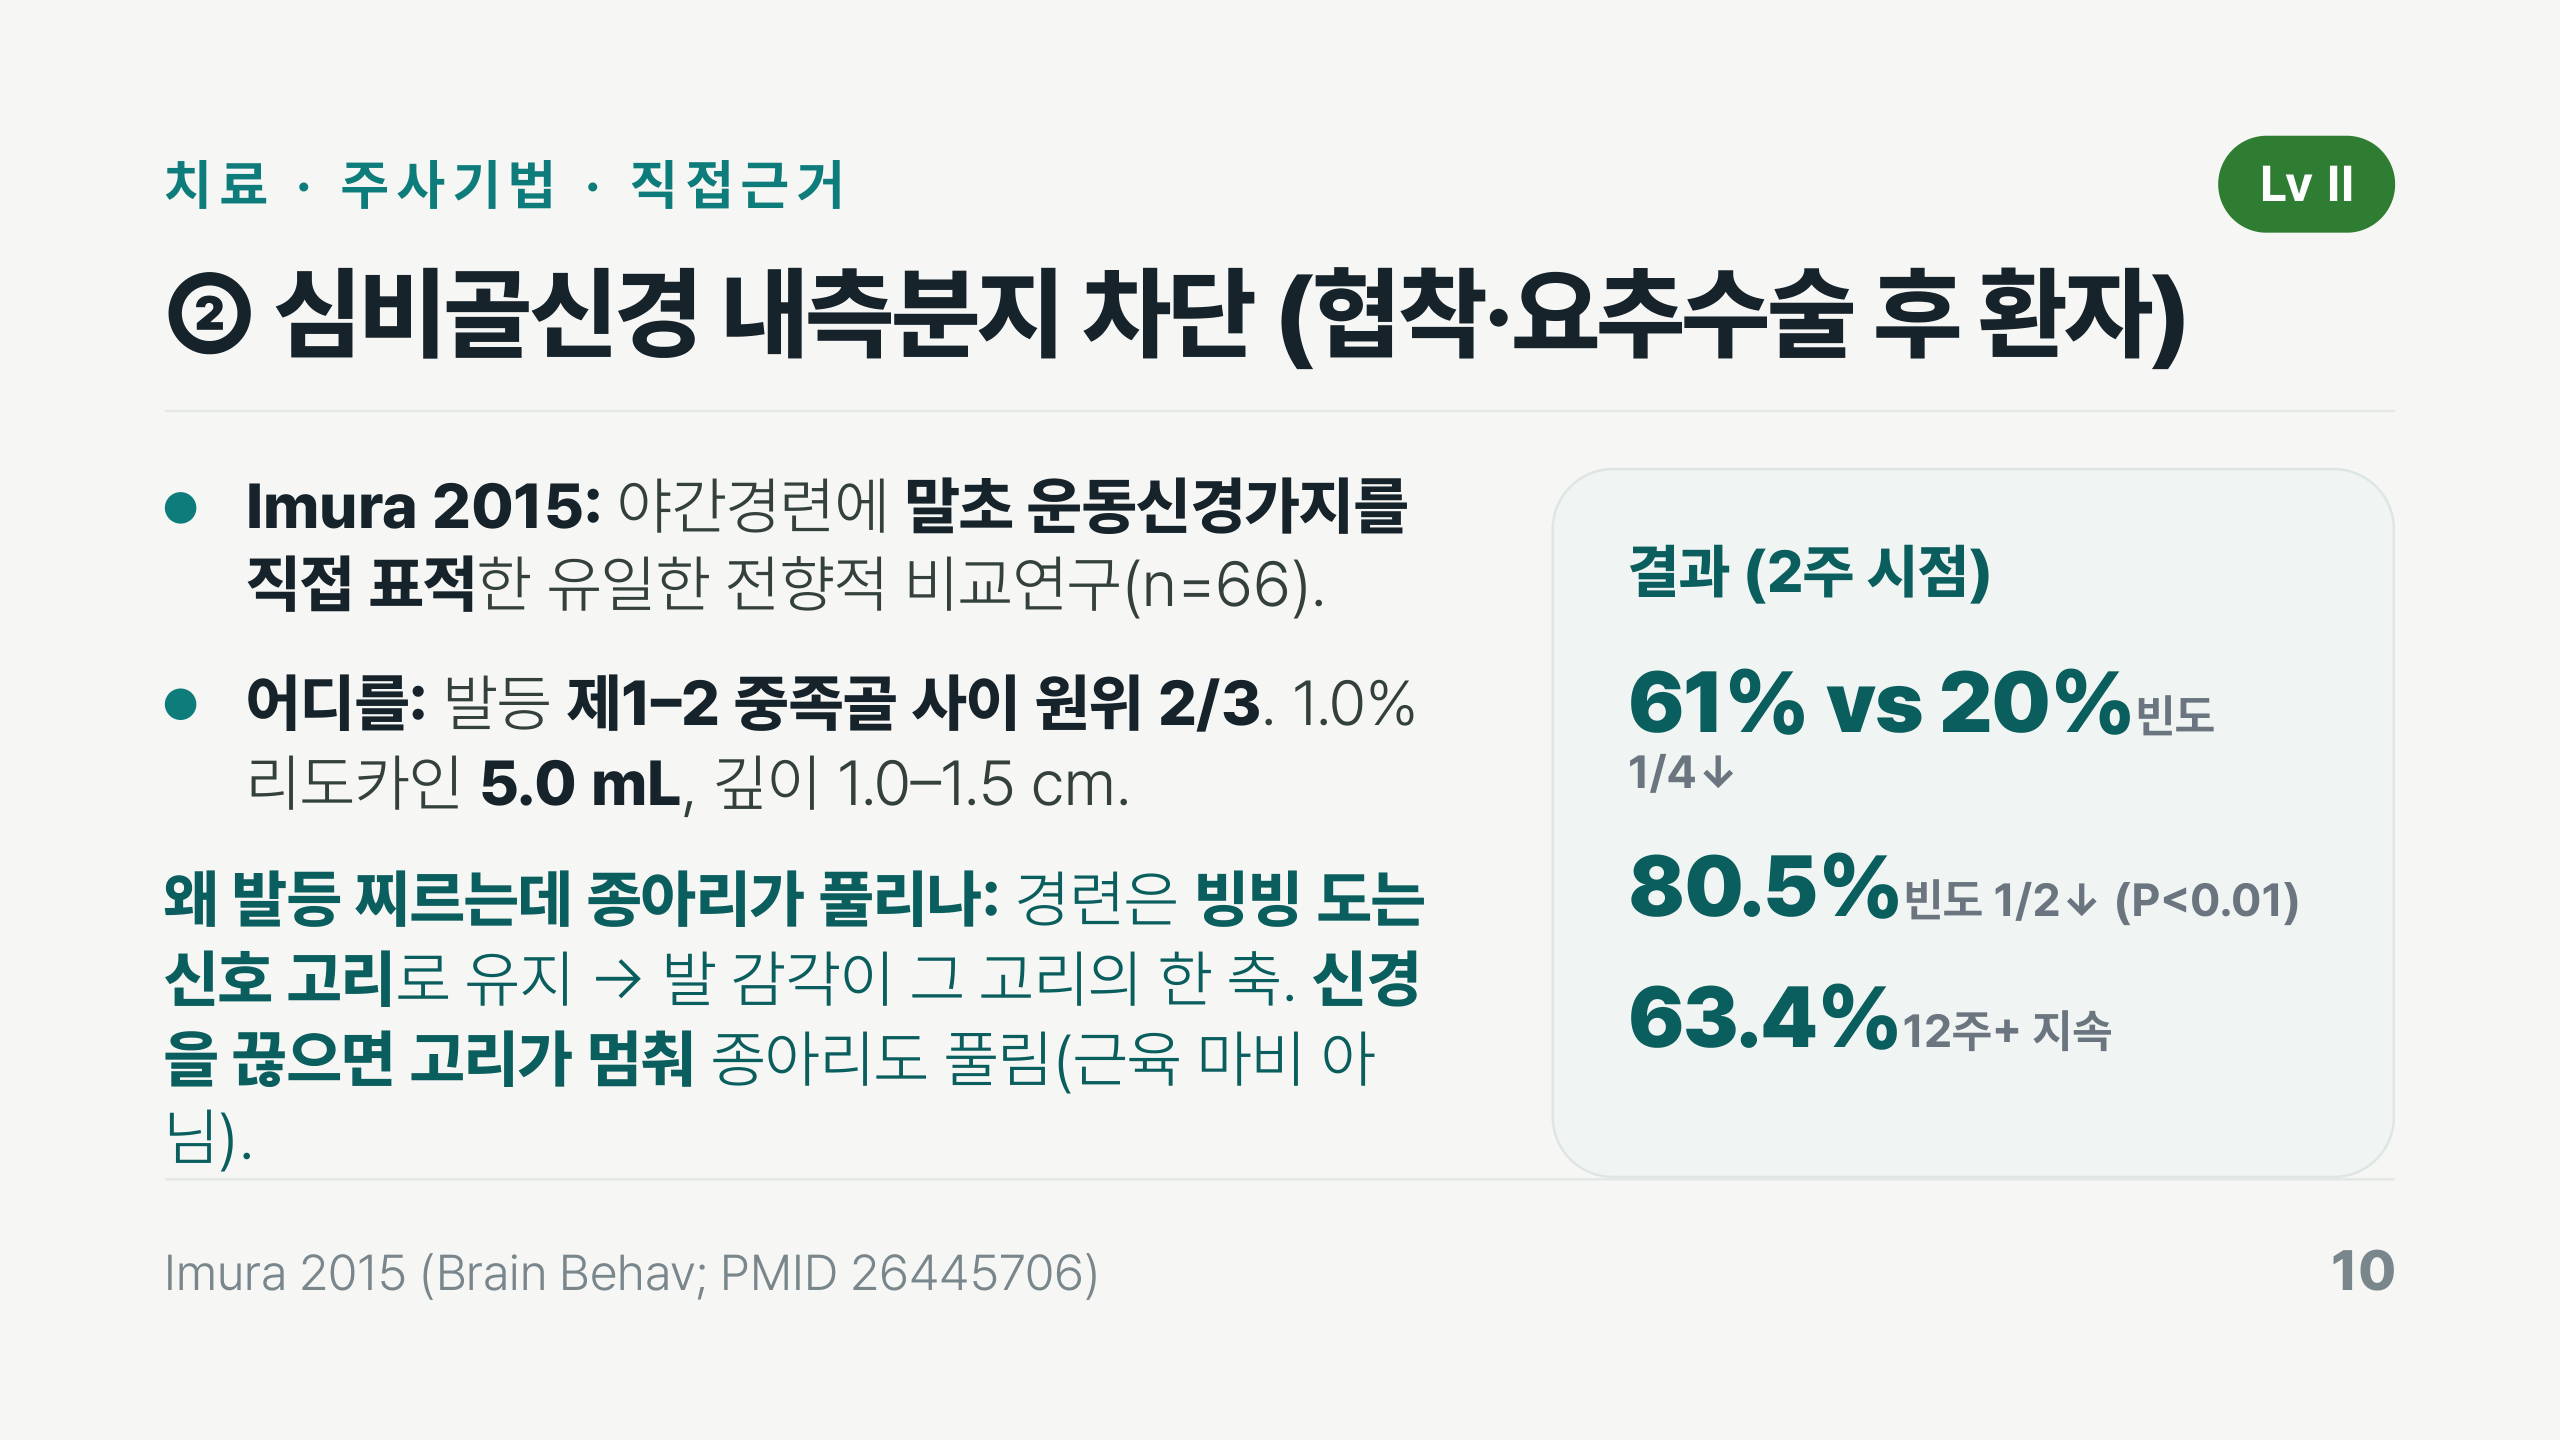 치료 · 주사기법 · 직접근거
Lv II
② 심비골신경 내측분지 차단 (협착·요추수술 후 환자)
Imura 2015: 야간경련에 말초 운동신경가지를
직접 표적한 유일한 전향적 비교연구(n=66).
어디를: 발등 제1–2 중족골 사이 원위 2/3. 1.0%
리도카인 5.0 mL, 깊이 1.0–1.5 cm.
왜 발등 찌르는데 종아리가 풀리나: 경련은 빙빙 도는
신호 고리로 유지 → 발 감각이 그 고리의 한 축. 신경
을 끊으면 고리가 멈춰 종아리도 풀림(근육 마비 아
님).
결과 (2주 시점)
61% vs 20% 빈도
1/4↓
80.5% 빈도 1/2↓ (P<0.01)
63.4% 12주+ 지속
Imura 2015 (Brain Behav; PMID 26445706)
10